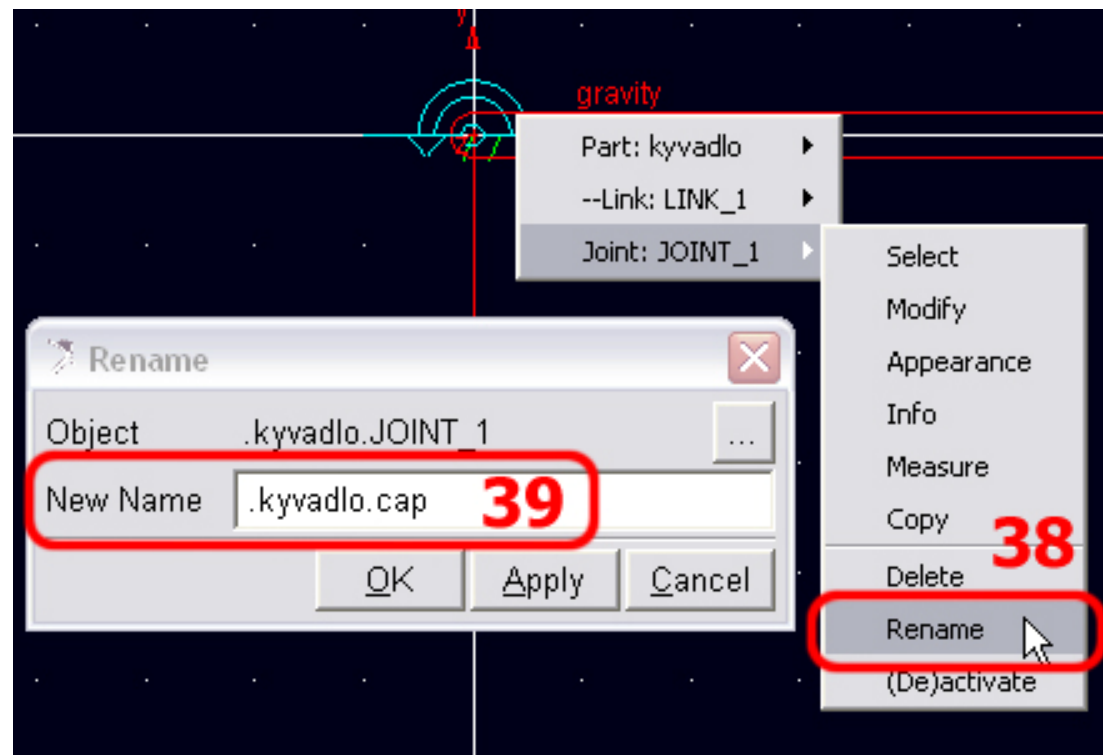 y
gravity
Part: kyvadlo
--Link: LINK_1
Joint: JOINT_1
Select
Modify
Appearance
Info
Measure
Copy
38
Delete
Rename
(De)activate
Rename
Object .kyvadlo.JOINT_1 ...
New Name .kyvadlo.cap 39
OK Apply Cancel